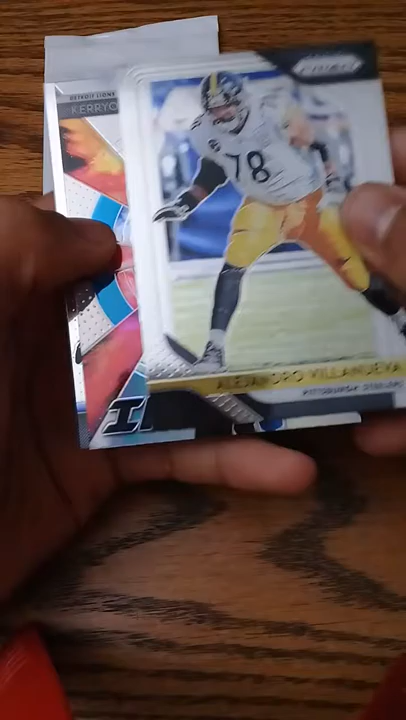 PRIZM
DETROIT LIONS
KERRYO
78
ALEJANDRO VILLANUEVA
PITTSBURGH STEELERS